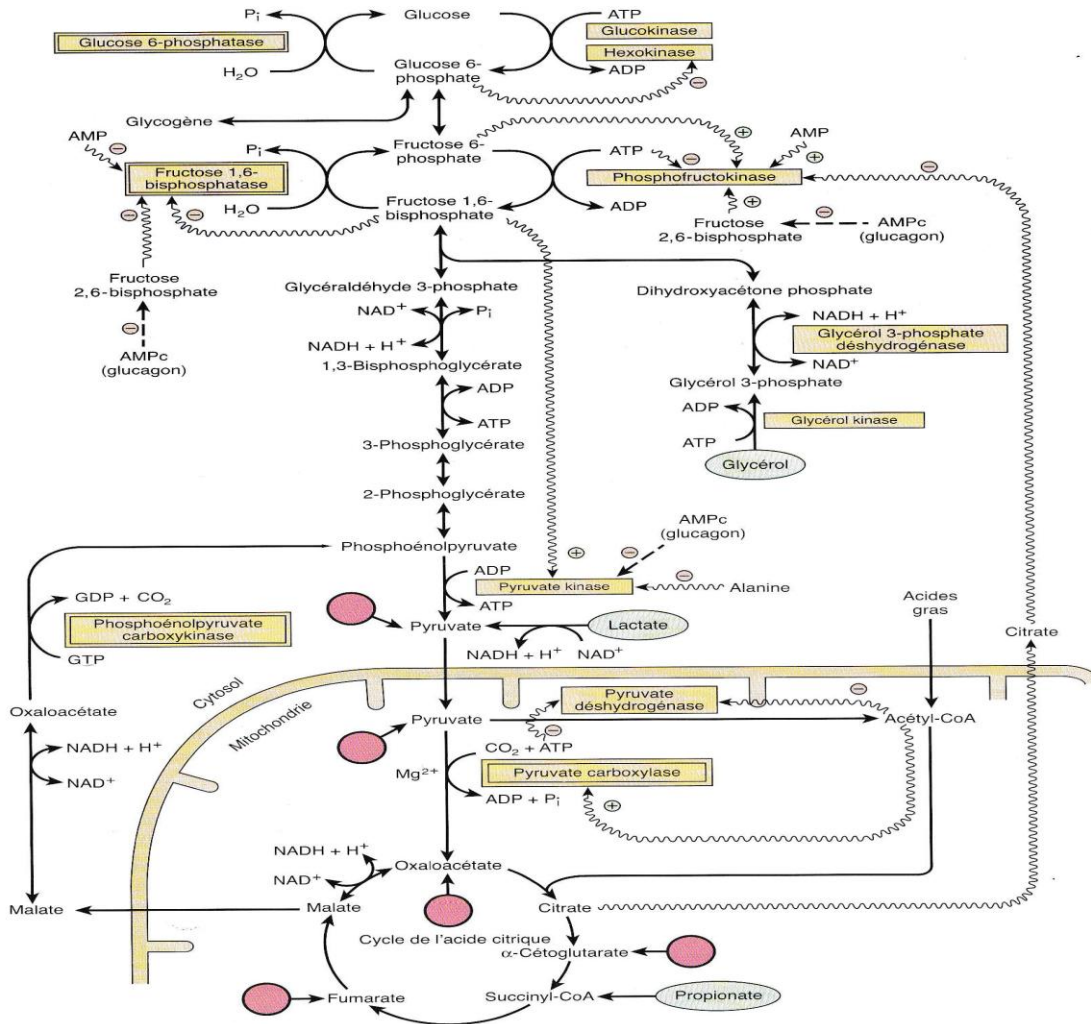 Pi
Glucose
ATP
Glucose 6-phosphatase
Glucokinase
Hexokinase
H2O
Glucose 6-
phosphate
ADP
−
Glycogène
AMP
−
Pi
Fructose 6-
phosphate
ATP
−
+
AMP
+
−
Fructose 1,6-
bisphosphatase
Phosphofructokinase
H2O
−
−
Fructose 1,6-
bisphosphate
ADP
+
Fructose
2,6-bisphosphate
−
AMPc
(glucagon)
Fructose
2,6-bisphosphate
−
AMPc
(glucagon)
Glycéraldéhyde 3-phosphate
Dihydroxyacétone phosphate
NAD+
Pi
NADH + H+
NADH + H+
Glycérol 3-phosphate
déshydrogénase
NAD+
1,3-Bisphosphoglycérate
Glycérol 3-phosphate
ADP
ATP
ADP
Glycérol kinase
ATP
3-Phosphoglycérate
Glycérol
2-Phosphoglycérate
AMPc
(glucagon)
Phosphoénolpyruvate
+
−
ADP
Pyruvate kinase
−
Alanine
ATP
GDP + CO2
Phosphoénolpyruvate
carboxykinase
GTP
Pyruvate
Lactate
NADH + H+
NAD+
Acides
gras
Citrate
Cytosol
Mitochondrie
Oxaloacétate
Pyruvate
Pyruvate
déshydrogénase
−
−
Acétyl-CoA
NADH + H+
NAD+
CO2 + ATP
Mg2+
Pyruvate carboxylase
ADP + Pi
+
NADH + H+
NAD+
Oxaloacétate
Malate
Malate
Citrate
Cycle de l'acide citrique
α-Cétoglutarate
Fumarate
Succinyl-CoA
Propionate